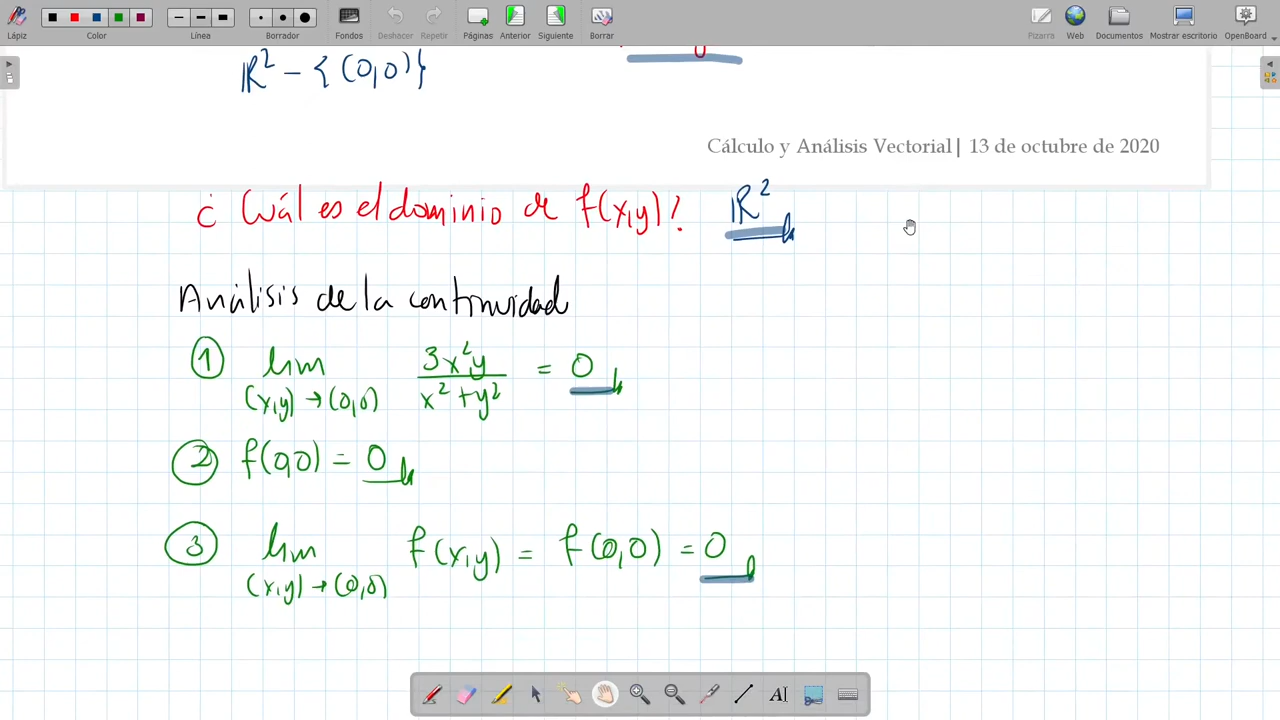 Lápiz Color Línea Borrador Fondos Deshacer Repetir Páginas Anterior Siguiente Borrar Pizarra Web Documentos Mostrar escritorio OpenBoard
ℝ² – {(0,0)}
Cálculo y Análisis Vectorial| 13 de octubre de 2020
¿ Cuál es el dominio de f(x,y)? ℝ²
Análisis de la continuidad
① lim (x,y)→(0,0) 3x²y / x²+y² = 0
② f(0,0) = 0
③ lim (x,y)→(0,0) f(x,y) = f(0,0) = 0